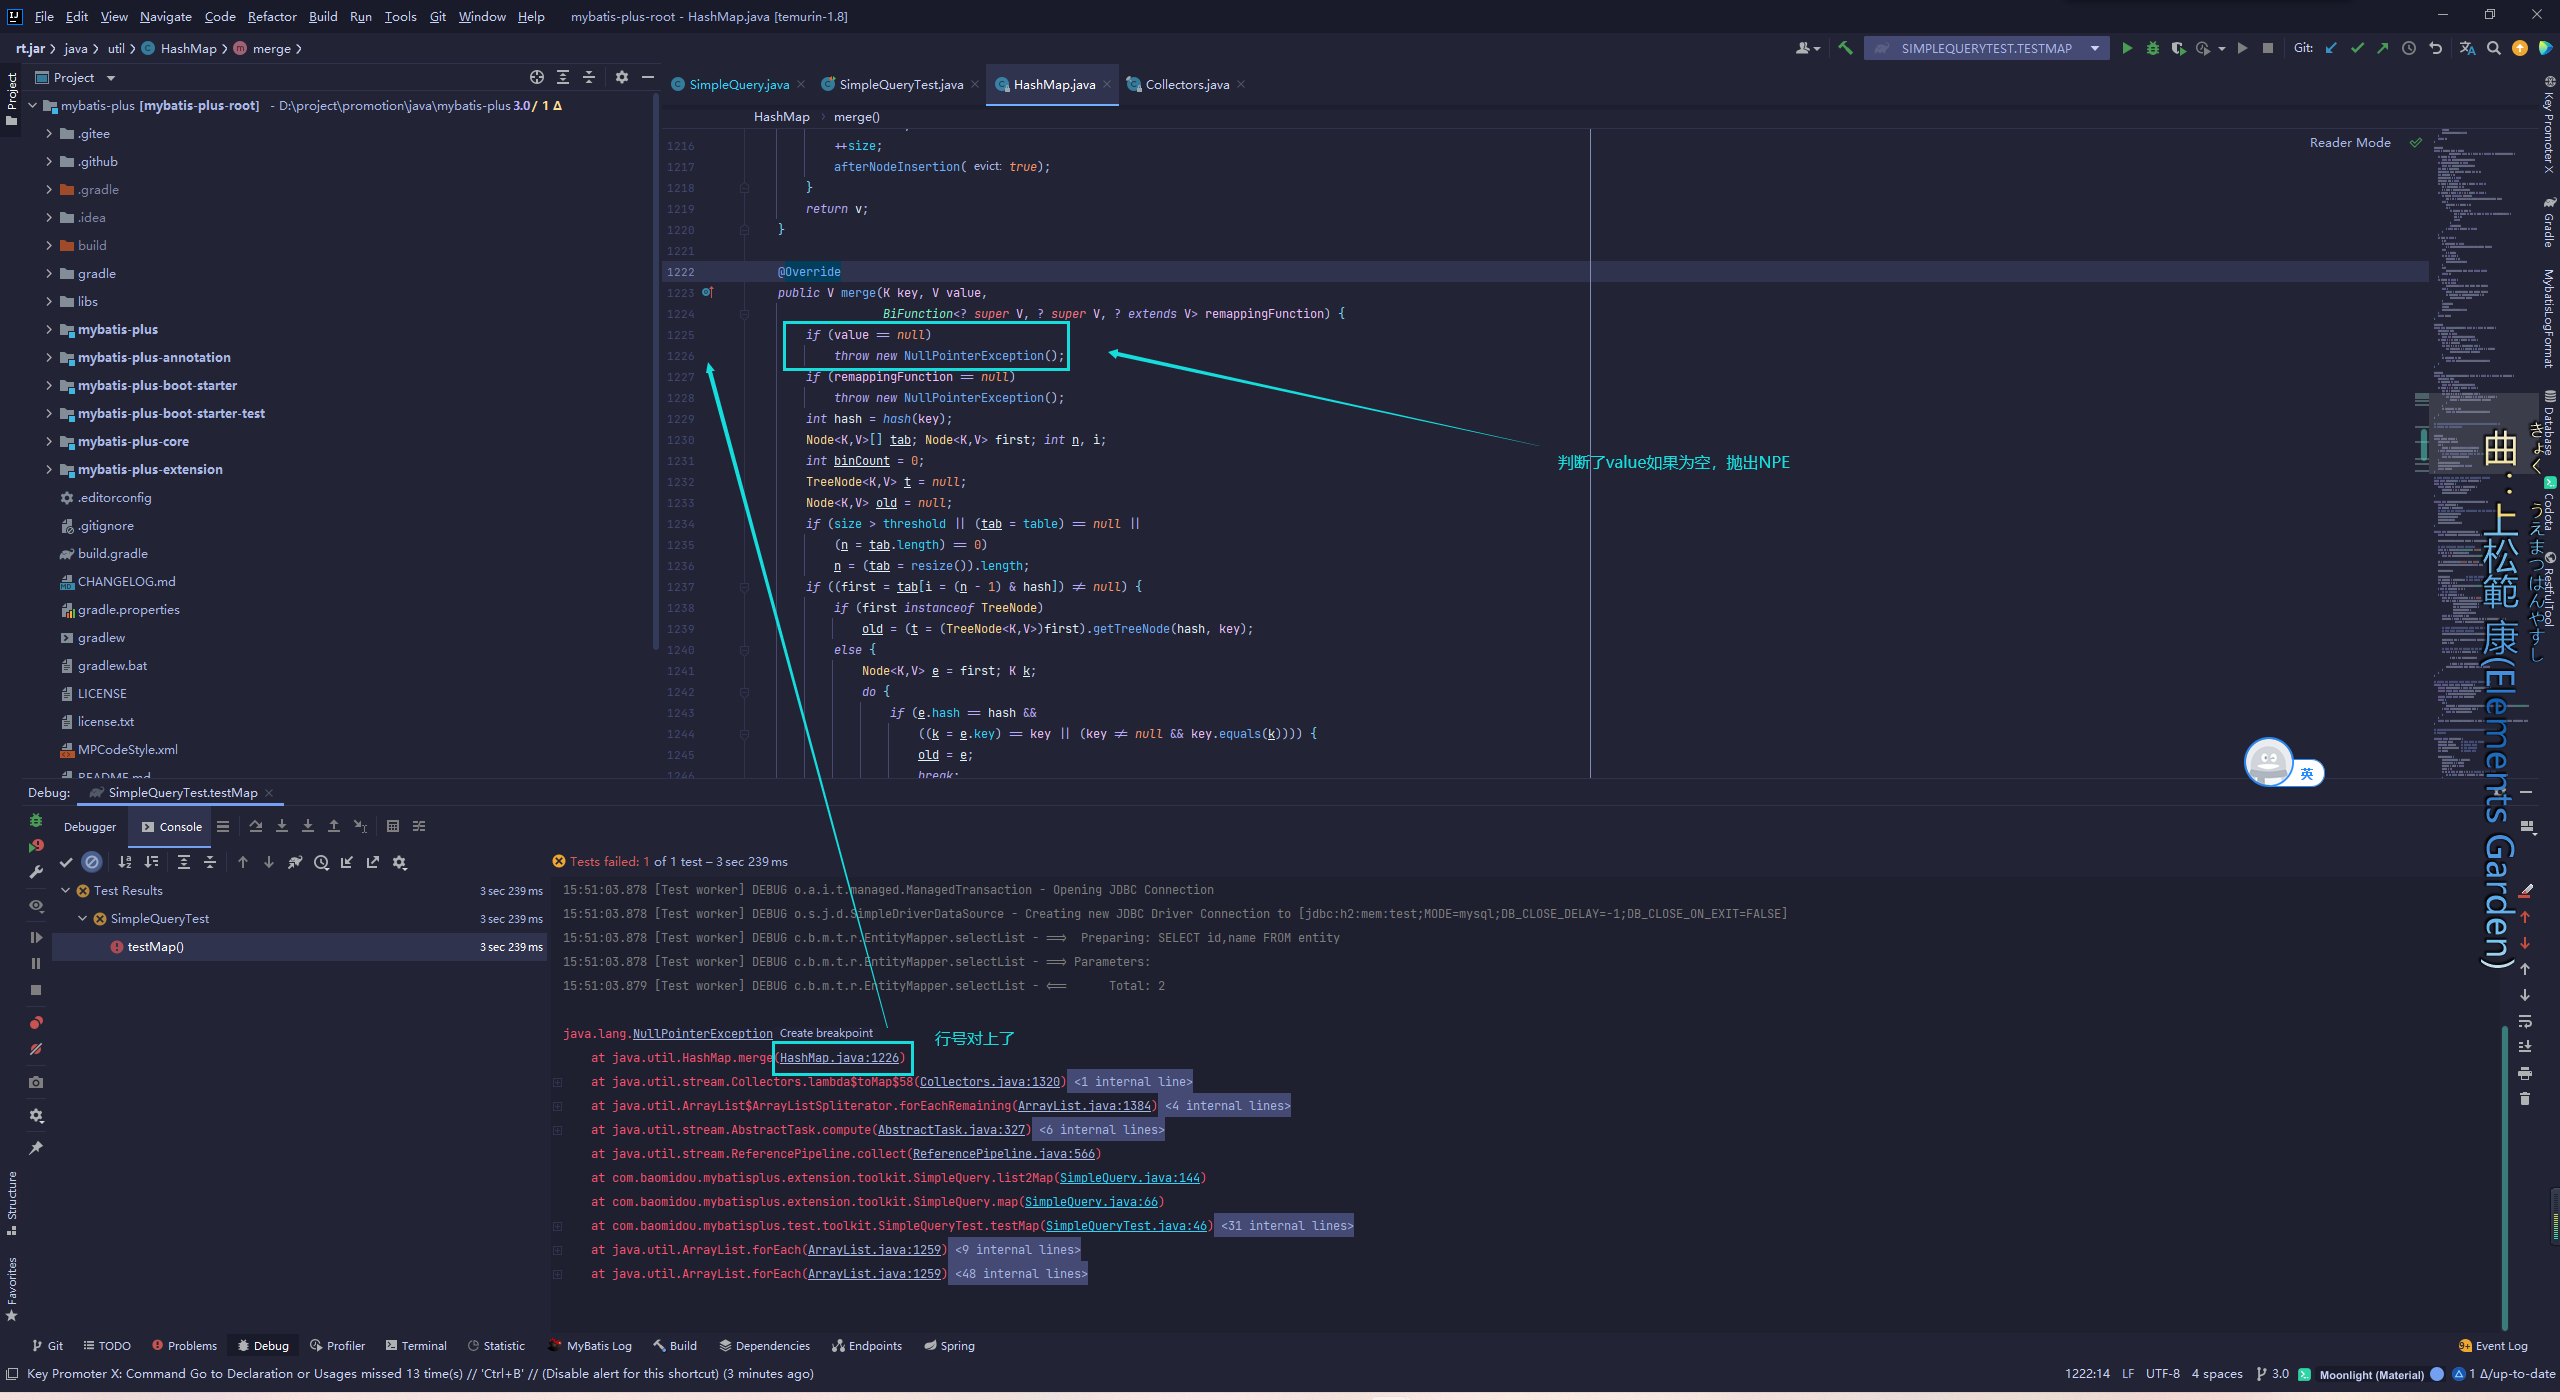 File Edit View Navigate Code Refactor Build Run Tools Git Window Help mybatis-plus-root - HashMap.java [temurin-1.8]
rt.jar java util HashMap merge
SIMPLEQUERYTEST.TESTMAP Git:
Project
Project
mybatis-plus [mybatis-plus-root] - D:\project\promotion\java\mybatis-plus 3.0 / 1 Δ
.gitee
.github
.gradle
.idea
build
gradle
libs
mybatis-plus
mybatis-plus-annotation
mybatis-plus-boot-starter
mybatis-plus-boot-starter-test
mybatis-plus-core
mybatis-plus-extension
.editorconfig
.gitignore
build.gradle
CHANGELOG.md
gradle.properties
gradlew
gradlew.bat
LICENSE
license.txt
MPCodeStyle.xml
README.md
SimpleQuery.java SimpleQueryTest.java HashMap.java Collectors.java
HashMap merge()
Reader Mode
1216 ++size;
1217 afterNodeInsertion( evict: true);
1218 }
1219 return v;
1220 }
1221
1222 @Override
1223 public V merge(K key, V value,
1224 BiFunction<? super V, ? super V, ? extends V> remappingFunction) {
1225 if (value == null)
1226 throw new NullPointerException();
1227 if (remappingFunction == null)
1228 throw new NullPointerException();
1229 int hash = hash(key);
1230 Node<K,V>[] tab; Node<K,V> first; int n, i;
1231 int binCount = 0;
1232 TreeNode<K,V> t = null;
1233 Node<K,V> old = null;
1234 if (size > threshold || (tab = table) == null ||
1235 (n = tab.length) == 0)
1236 n = (tab = resize()).length;
1237 if ((first = tab[i = (n - 1) & hash]) != null) {
1238 if (first instanceof TreeNode)
1239 old = (t = (TreeNode<K,V>)first).getTreeNode(hash, key);
1240 else {
1241 Node<K,V> e = first; K k;
1242 do {
1243 if (e.hash == hash &&
1244 ((k = e.key) == key || (key != null && key.equals(k)))) {
1245 old = e;
1246 break;
判断了value如果为空，抛出NPE
Key Promoter X
Gradle
MybatisLogFormat
Database
Codota
RestfulTool
曲：上松範 康(Elements Garden)
きょく うえまつはんやすし
英
Debug: SimpleQueryTest.testMap
Debugger Console
Tests failed: 1 of 1 test – 3 sec 239 ms
Test Results 3 sec 239 ms
SimpleQueryTest 3 sec 239 ms
testMap() 3 sec 239 ms
15:51:03.878 [Test worker] DEBUG o.a.i.t.managed.ManagedTransaction - Opening JDBC Connection
15:51:03.878 [Test worker] DEBUG o.s.j.d.SimpleDriverDataSource - Creating new JDBC Driver Connection to [jdbc:h2:mem:test;MODE=mysql;DB_CLOSE_DELAY=-1;DB_CLOSE_ON_EXIT=FALSE]
15:51:03.878 [Test worker] DEBUG c.b.m.t.r.EntityMapper.selectList - ==> Preparing: SELECT id,name FROM entity
15:51:03.878 [Test worker] DEBUG c.b.m.t.r.EntityMapper.selectList - ==> Parameters:
15:51:03.879 [Test worker] DEBUG c.b.m.t.r.EntityMapper.selectList - <== Total: 2
java.lang.NullPointerException Create breakpoint
行号对上了
at java.util.HashMap.merge(HashMap.java:1226)
at java.util.stream.Collectors.lambda$toMap$58(Collectors.java:1320) <1 internal line>
at java.util.ArrayList$ArrayListSpliterator.forEachRemaining(ArrayList.java:1384) <4 internal lines>
at java.util.stream.AbstractTask.compute(AbstractTask.java:327) <6 internal lines>
at java.util.stream.ReferencePipeline.collect(ReferencePipeline.java:566)
at com.baomidou.mybatisplus.extension.toolkit.SimpleQuery.list2Map(SimpleQuery.java:144)
at com.baomidou.mybatisplus.extension.toolkit.SimpleQuery.map(SimpleQuery.java:66)
at com.baomidou.mybatisplus.test.toolkit.SimpleQueryTest.testMap(SimpleQueryTest.java:46) <31 internal lines>
at java.util.ArrayList.forEach(ArrayList.java:1259) <9 internal lines>
at java.util.ArrayList.forEach(ArrayList.java:1259) <48 internal lines>
Structure
Favorites
Git TODO Problems Debug Profiler Terminal Statistic MyBatis Log Build Dependencies Endpoints Spring Event Log
Key Promoter X: Command Go to Declaration or Usages missed 13 time(s) // 'Ctrl+B' // (Disable alert for this shortcut) (3 minutes ago) 1222:14 LF UTF-8 4 spaces 3.0 Moonlight (Material) 1 Δ/up-to-date